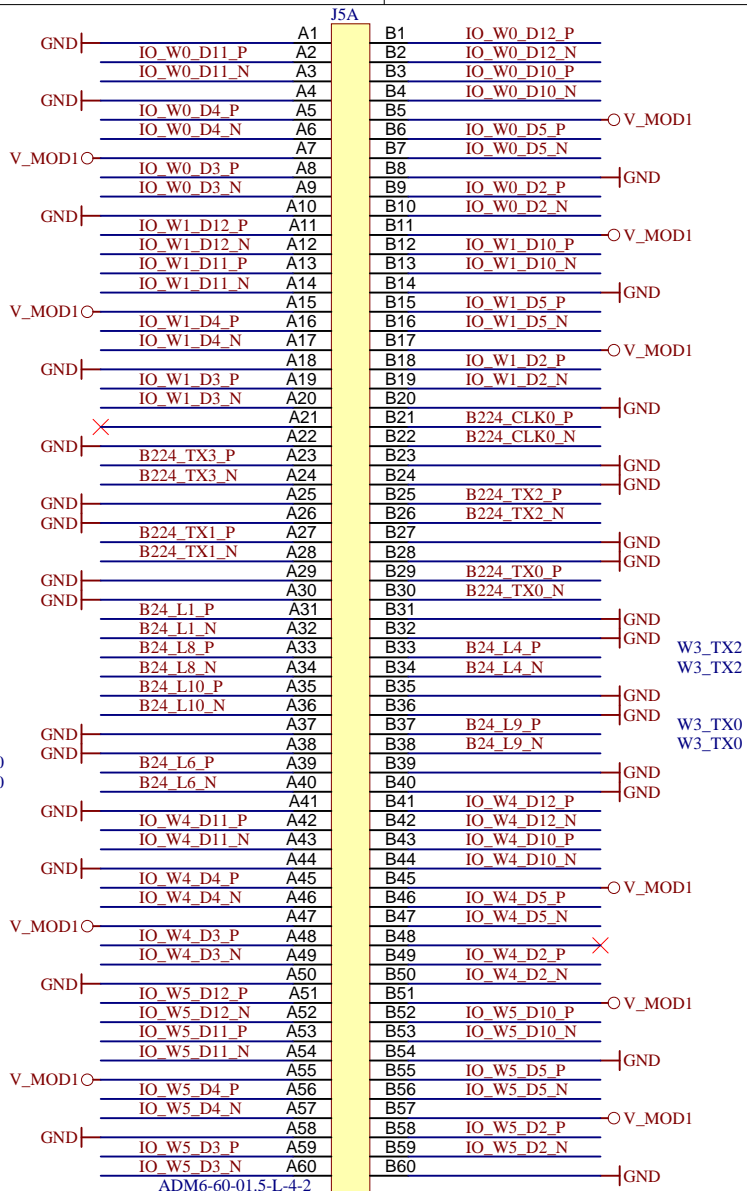 J5A
GND A1 B1 IO_W0_D12_P
IO_W0_D11_P A2 B2 IO_W0_D12_N
IO_W0_D11_N A3 B3 IO_W0_D10_P
GND A4 B4 IO_W0_D10_N
IO_W0_D4_P A5 B5 V_MOD1
IO_W0_D4_N A6 B6 IO_W0_D5_P
V_MOD1 A7 B7 IO_W0_D5_N
IO_W0_D3_P A8 B8 GND
IO_W0_D3_N A9 B9 IO_W0_D2_P
GND A10 B10 IO_W0_D2_N
IO_W1_D12_P A11 B11 V_MOD1
IO_W1_D12_N A12 B12 IO_W1_D10_P
IO_W1_D11_P A13 B13 IO_W1_D10_N
IO_W1_D11_N A14 B14 GND
V_MOD1 A15 B15 IO_W1_D5_P
IO_W1_D4_P A16 B16 IO_W1_D5_N
IO_W1_D4_N A17 B17 V_MOD1
GND A18 B18 IO_W1_D2_P
IO_W1_D3_P A19 B19 IO_W1_D2_N
IO_W1_D3_N A20 B20 GND
A21 B21 B224_CLK0_P
GND A22 B22 B224_CLK0_N
B224_TX3_P A23 B23 GND
B224_TX3_N A24 B24 GND
GND A25 B25 B224_TX2_P
GND A26 B26 B224_TX2_N
B224_TX1_P A27 B27 GND
B224_TX1_N A28 B28 GND
GND A29 B29 B224_TX0_P
GND A30 B30 B224_TX0_N
B24_L1_P A31 B31 GND
B24_L1_N A32 B32 GND
B24_L8_P A33 B33 B24_L4_P W3_TX2
B24_L8_N A34 B34 B24_L4_N W3_TX2
B24_L10_P A35 B35 GND
B24_L10_N A36 B36 GND
GND A37 B37 B24_L9_P W3_TX0
GND A38 B38 B24_L9_N W3_TX0
0 B24_L6_P A39 B39 GND
0 B24_L6_N A40 B40 GND
GND A41 B41 IO_W4_D12_P
IO_W4_D11_P A42 B42 IO_W4_D12_N
IO_W4_D11_N A43 B43 IO_W4_D10_P
GND A44 B44 IO_W4_D10_N
IO_W4_D4_P A45 B45 V_MOD1
IO_W4_D4_N A46 B46 IO_W4_D5_P
V_MOD1 A47 B47 IO_W4_D5_N
IO_W4_D3_P A48 B48
IO_W4_D3_N A49 B49 IO_W4_D2_P
GND A50 B50 IO_W4_D2_N
IO_W5_D12_P A51 B51 V_MOD1
IO_W5_D12_N A52 B52 IO_W5_D10_P
IO_W5_D11_P A53 B53 IO_W5_D10_N
IO_W5_D11_N A54 B54 GND
V_MOD1 A55 B55 IO_W5_D5_P
IO_W5_D4_P A56 B56 IO_W5_D5_N
IO_W5_D4_N A57 B57 V_MOD1
GND A58 B58 IO_W5_D2_P
IO_W5_D3_P A59 B59 IO_W5_D2_N
IO_W5_D3_N A60 B60 GND
ADM6-60-01.5-L-4-2